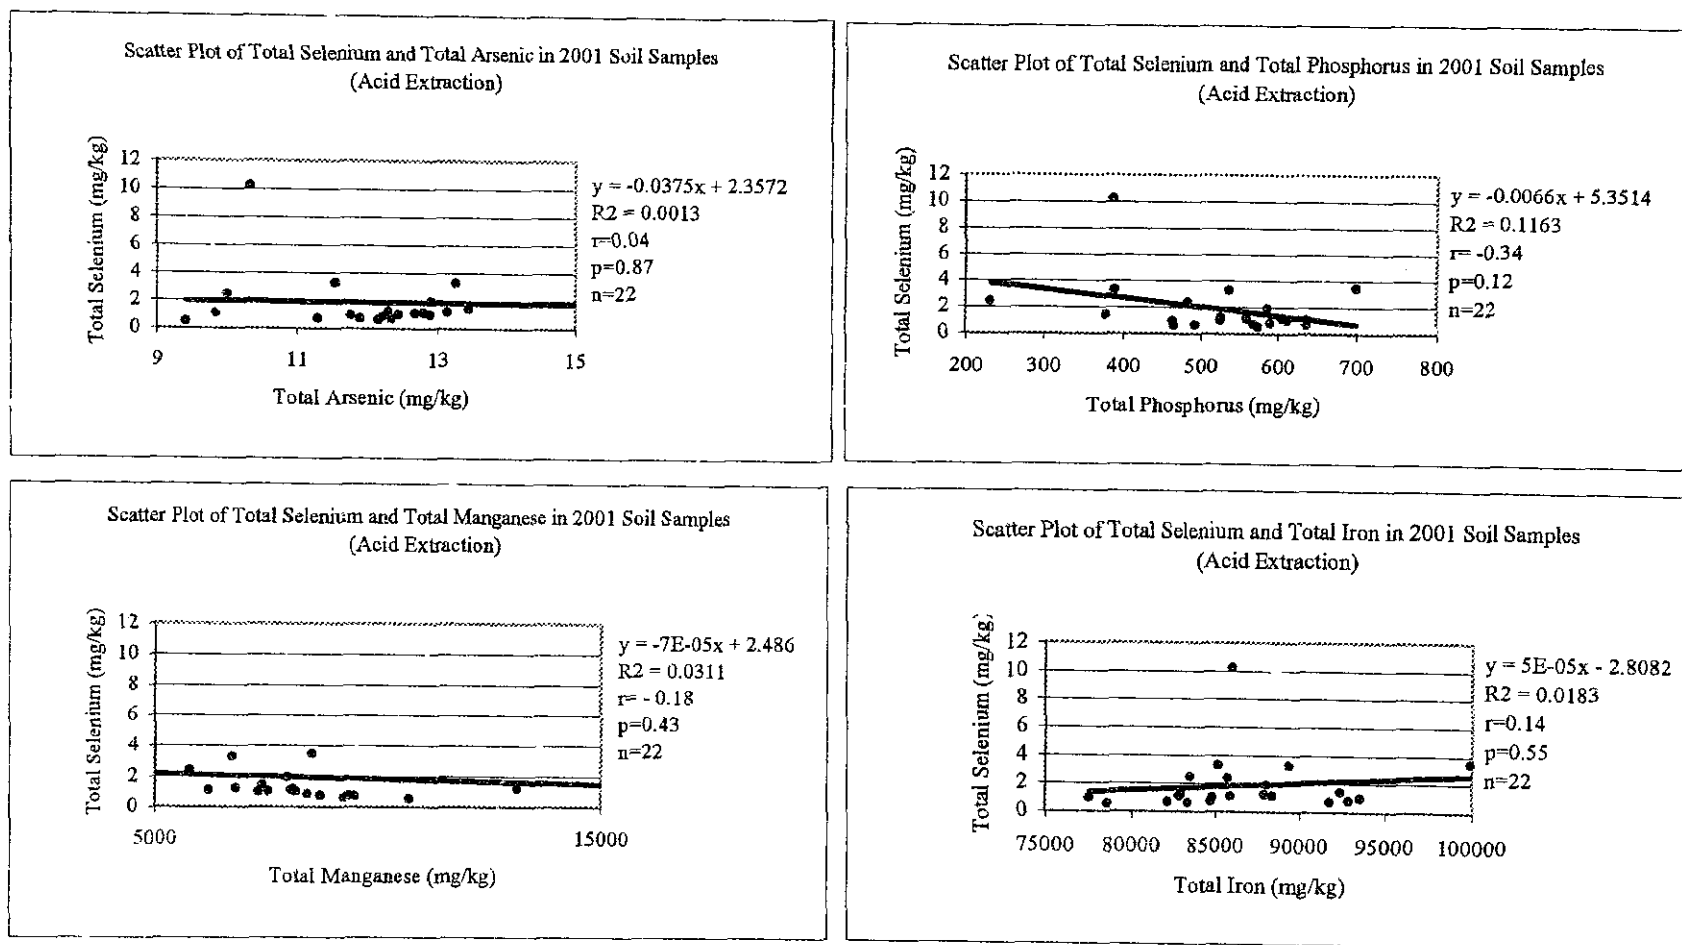 Scatter Plot of Total Selenium and Total Arsenic in 2001 Soil Samples
(Acid Extraction)
Total Selenium (mg/kg)
12
10
8
6
4
2
0
9
11
13
15
Total Arsenic (mg/kg)
y = -0.0375x + 2.3572
R2 = 0.0013
r=0.04
p=0.87
n=22
Scatter Plot of Total Selenium and Total Phosphorus in 2001 Soil Samples
(Acid Extraction)
Total Selenium (mg/kg)
12
10
8
6
4
2
0
200
300
400
500
600
700
800
Total Phosphorus (mg/kg)
y = -0.0066x + 5.3514
R2 = 0.1163
r= -0.34
p=0.12
n=22
Scatter Plot of Total Selenium and Total Manganese in 2001 Soil Samples
(Acid Extraction)
Total Selenium (mg/kg)
12
10
8
6
4
2
0
5000
15000
Total Manganese (mg/kg)
y = -7E-05x + 2.486
R2 = 0.0311
r= - 0.18
p=0.43
n=22
Scatter Plot of Total Selenium and Total Iron in 2001 Soil Samples
(Acid Extraction)
Total Selenium (mg/kg)
12
10
8
6
4
2
0
75000
80000
85000
90000
95000
100000
Total Iron (mg/kg)
y = 5E-05x - 2.8082
R2 = 0.0183
r=0.14
p=0.55
n=22